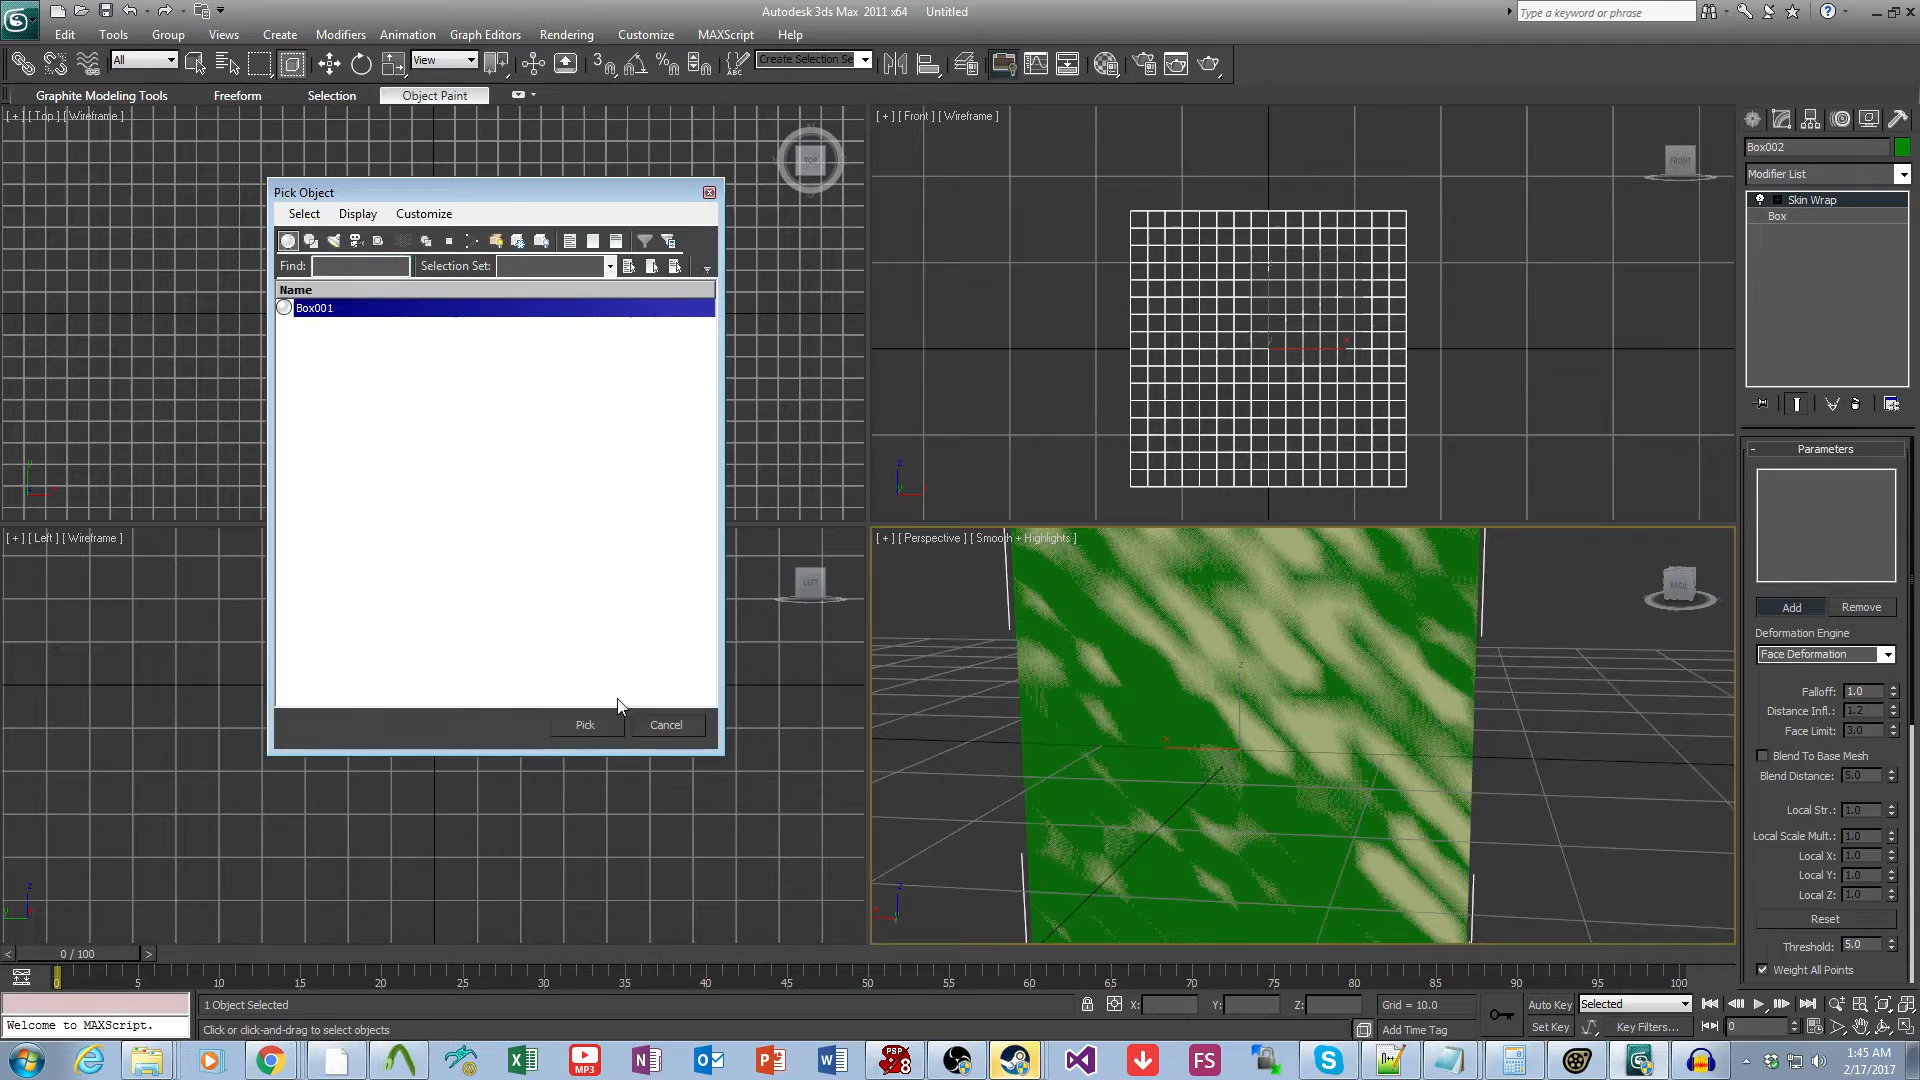 Autodesk 3ds Max 2011 x64 Untitled
Type a keyword or phrase
Edit Tools Group Views Create Modifiers Animation Graph Editors Rendering Customize MAXScript Help
All View Create Selection Se
Graphite Modeling Tools Freeform Selection Object Paint
[ + ] [ Top ] [ Wireframe ]
[ + ] [ Front ] [ Wireframe ]
TOP
FRONT
Box002
Modifier List
Skin Wrap
Box
Pick Object
Select Display Customize
Find: Selection Set:
Name
Box001
Pick Cancel
[ + ] [ Left ] [ Wireframe ]
[ + ] [ Perspective ] [ Smooth + Highlights ]
LEFT
BACK
Parameters
Add Remove
Deformation Engine
Face Deformation
Falloff: 1.0
Distance Infl.: 1.2
Face Limit: 3.0
Blend To Base Mesh
Blend Distance: 5.0
Local Str.: 1.0
Local Scale Mult.: 1.0
Local X: 1.0
Local Y: 1.0
Local Z: 1.0
Reset
Threshold: 5.0
Weight All Points
< 0 / 100 >
5 10 15 20 25 30 35 40 45 50 55 60 65 70 75 80 85 90 95 100
1 Object Selected X: Y: Z: Grid = 10.0 Auto Key Selected
Welcome to MAXScript. Click or click-and-drag to select objects Add Time Tag Set Key Key Filters... 0
MP3
PSP 8
FS
1:45 AM
2/17/2017